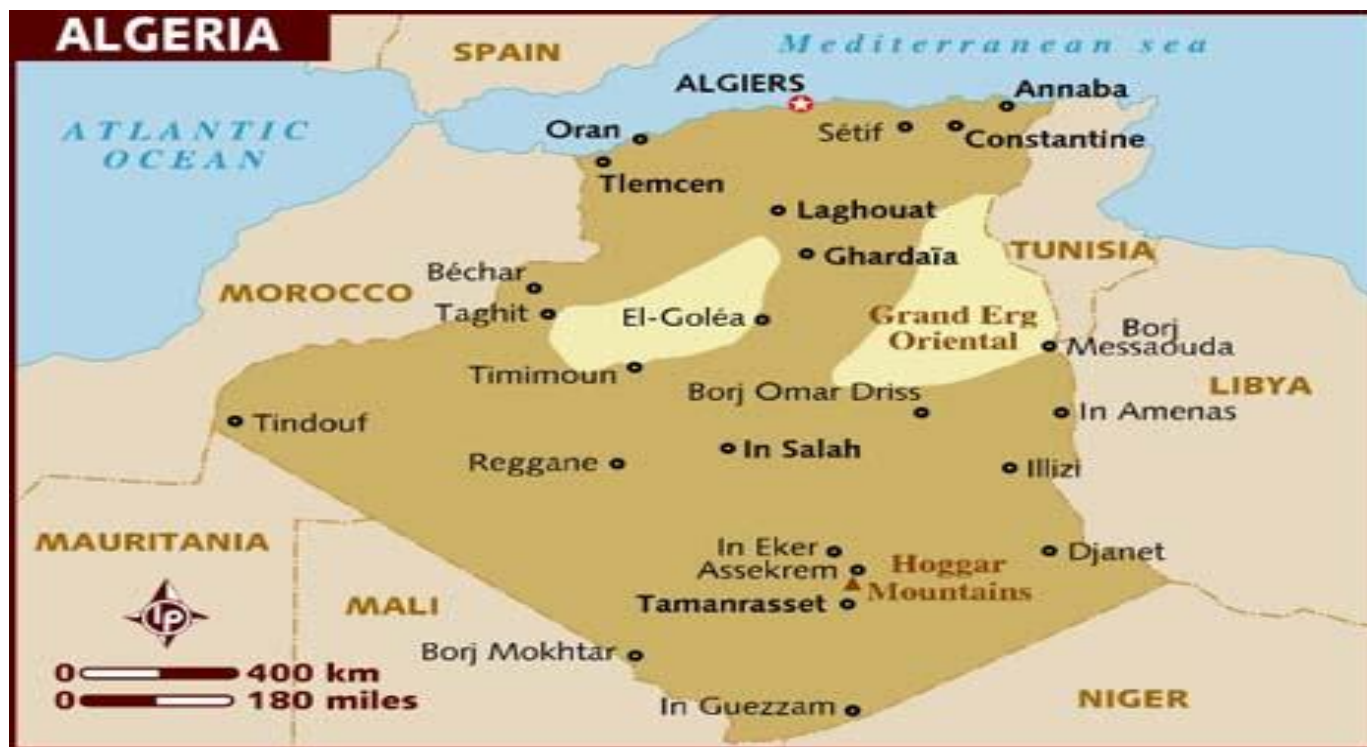 ALGERIA
SPAIN
Mediterranean sea
ALGIERS
Annaba
ATLANTIC
OCEAN
Oran
Sétif
Constantine
Tlemcen
Laghouat
Ghardaïa
TUNISIA
Béchar
MOROCCO
Taghit
El-Goléa
Grand Erg
Oriental
Borj
Messaouda
Timimoun
Borj Omar Driss
LIBYA
Tindouf
In Amenas
In Salah
Reggane
Illizi
MAURITANIA
In Eker
Djanet
Assekrem
Hoggar
Mountains
Tamanrasset
MALI
lp
Borj Mokhtar
0 400 km
0 180 miles
In Guezzam
NIGER